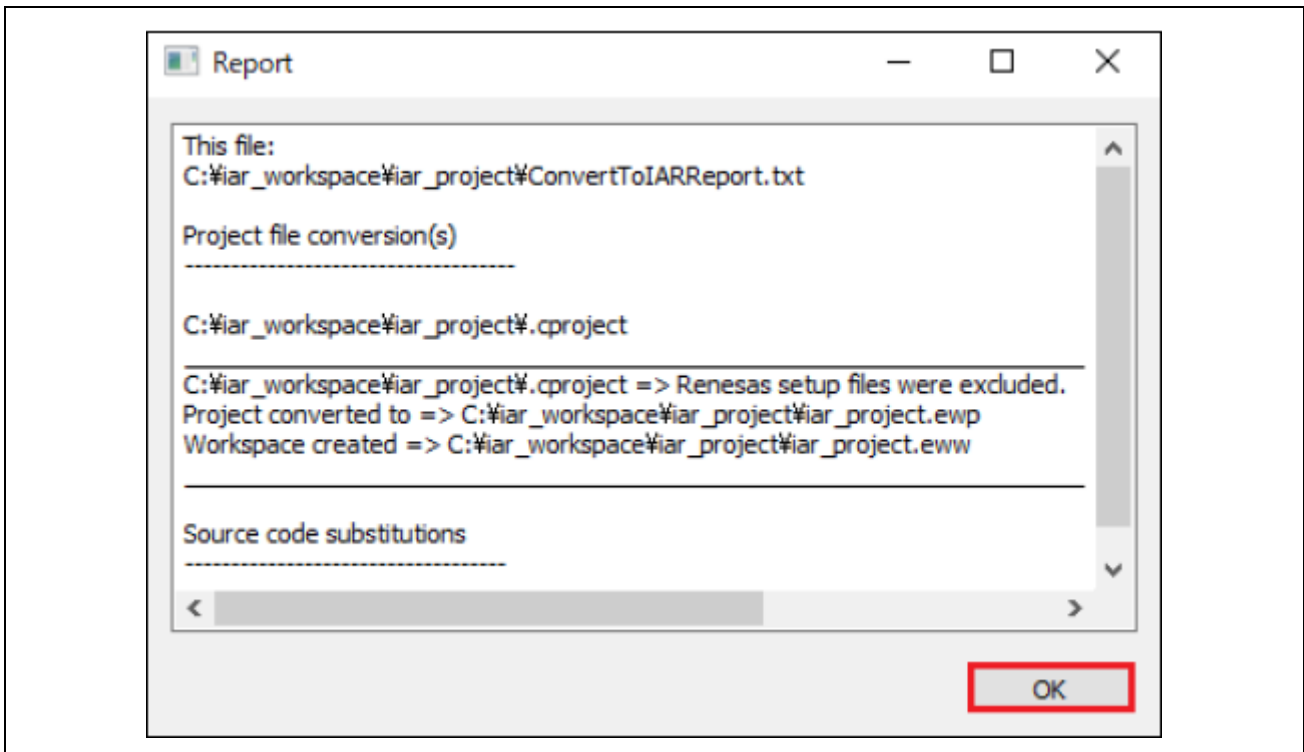 Report
This file:
C:¥iar_workspace¥iar_project¥ConvertToIARReport.txt
Project file conversion(s)
------------------------------------
C:¥iar_workspace¥iar_project¥.cproject
C:¥iar_workspace¥iar_project¥.cproject => Renesas setup files were excluded.
Project converted to => C:¥iar_workspace¥iar_project¥iar_project.ewp
Workspace created => C:¥iar_workspace¥iar_project¥iar_project.eww
Source code substitutions
-----------------------------------
OK